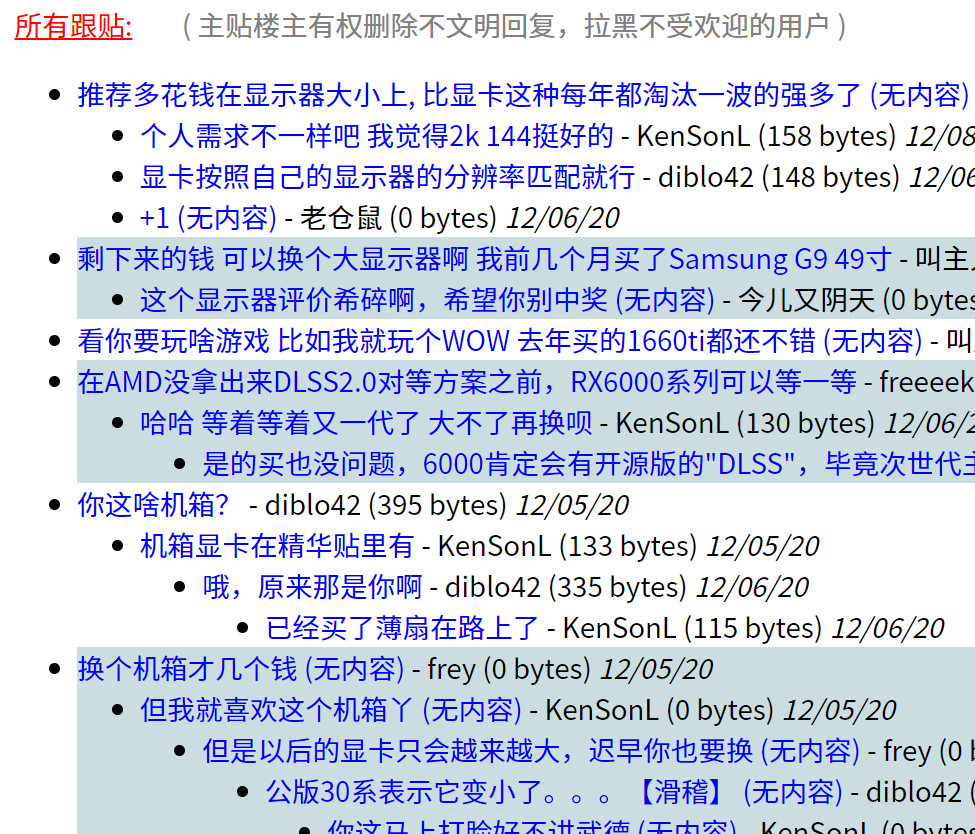 所有跟贴: （ 主贴楼主有权删除不文明回复，拉黑不受欢迎的用户 ）
推荐多花钱在显示器大小上, 比显卡这种每年都淘汰一波的强多了 (无内容)
个人需求不一样吧 我觉得2k 144挺好的 - KenSonL (158 bytes) 12/08
显卡按照自己的显示器的分辨率匹配就行 - diblo42 (148 bytes) 12/06
+1 (无内容) - 老仓鼠 (0 bytes) 12/06/20
剩下来的钱 可以换个大显示器啊 我前几个月买了Samsung G9 49寸 - 叫主
这个显示器评价希碎啊，希望你别中奖 (无内容) - 今儿又阴天 (0 bytes
看你要玩啥游戏 比如我就玩个WOW 去年买的1660ti都还不错 (无内容) - 叫
在AMD没拿出来DLSS2.0对等方案之前，RX6000系列可以等一等 - freeeek
哈哈 等着等着又一代了 大不了再换呗 - KenSonL (130 bytes) 12/06/2
是的买也没问题，6000肯定会有开源版的"DLSS"，毕竟次世代主
你这啥机箱？ - diblo42 (395 bytes) 12/05/20
机箱显卡在精华贴里有 - KenSonL (133 bytes) 12/05/20
哦，原来那是你啊 - diblo42 (335 bytes) 12/06/20
已经买了薄扇在路上了 - KenSonL (115 bytes) 12/06/20
换个机箱才几个钱 (无内容) - frey (0 bytes) 12/05/20
但我就喜欢这个机箱丫 (无内容) - KenSonL (0 bytes) 12/05/20
但是以后的显卡只会越来越大，迟早你也要换 (无内容) - frey (0 b
公版30系表示它变小了。。。【滑稽】 (无内容) - diblo42 (
你这马上打脸好不讲武德 (无内容) - KenSonL (0 bytes